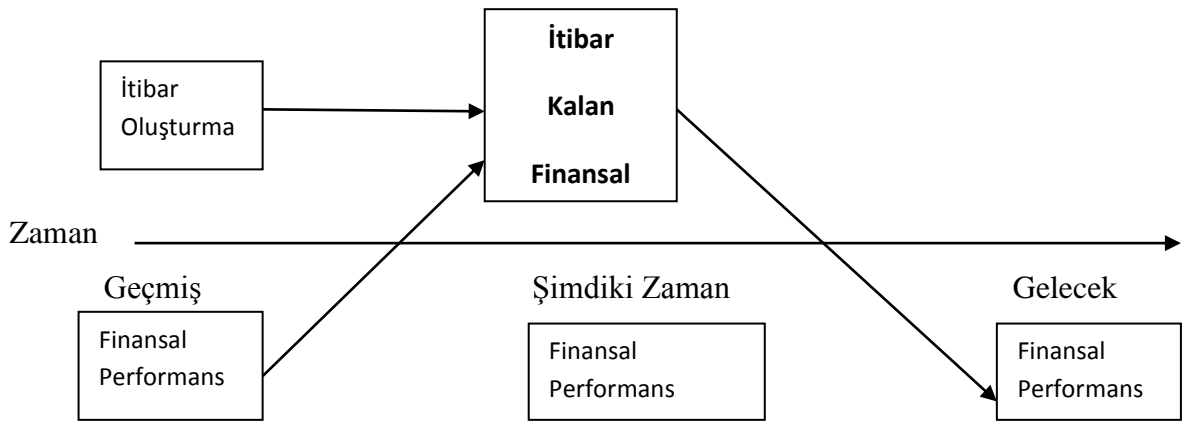 İtibar
Kalan
Finansal
İtibar
Oluşturma
Zaman
Geçmiş
Şimdiki Zaman
Gelecek
Finansal
Performans
Finansal
Performans
Finansal
Performans